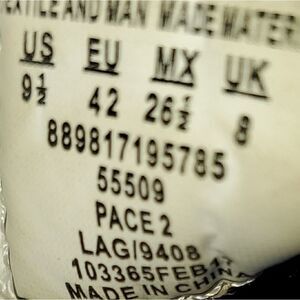 TEXTILE AND MAN MADE MATER
US EU MX UK
9½ 42 26½ 8
889817195785
55509
PACE 2
LAG/9408
103365FEB17
MADE IN CHINA